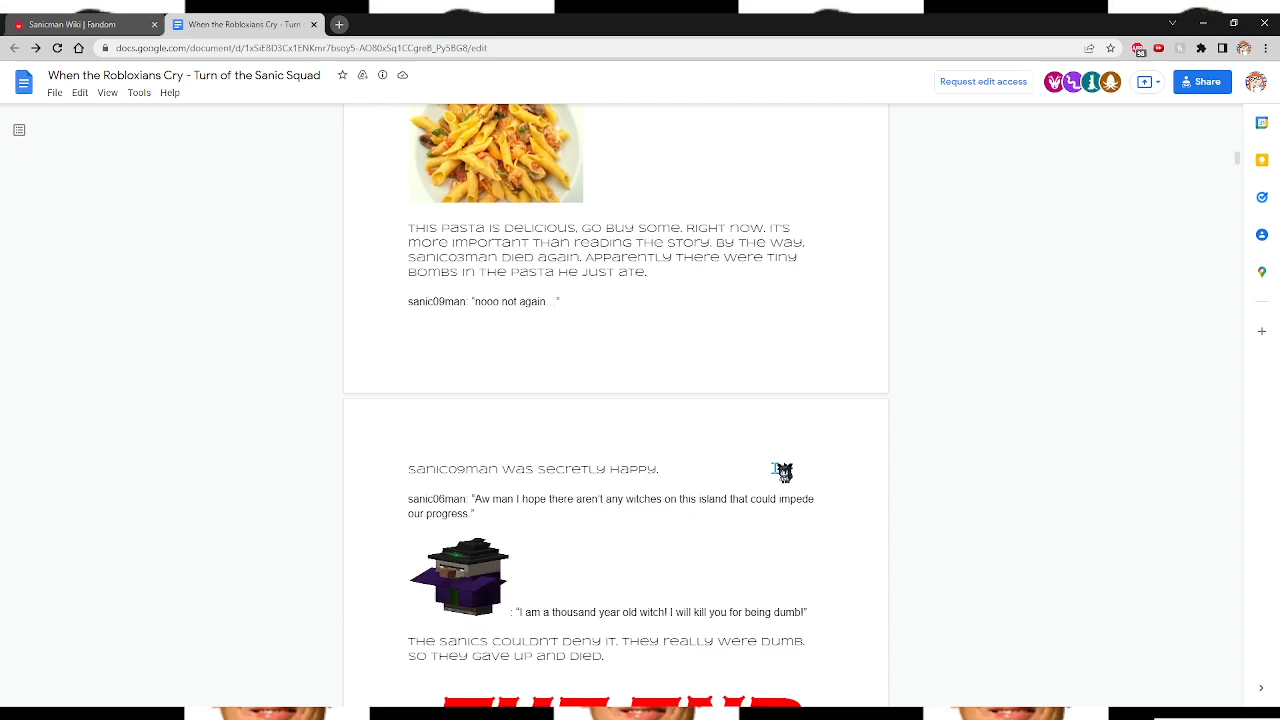 Sanicman Wiki | Fandom
When the Robloxians Cry - Turn
docs.google.com/document/d/1xSiE8D3Cx1ENKmr7bsoy5-AO80xSq1CCgreB_Py5BG8/edit
When the Robloxians Cry - Turn of the Sanic Squad
File Edit View Tools Help
Request edit access
Share
This pasta is delicious, go buy some. Right now. It's
more important than reading the story. By the way,
sanic03man died again. Apparently there were tiny
bombs in the pasta he just ate.
sanic09man: “nooo not again…”
sanic09man was secretly happy.
sanic06man: “Aw man I hope there aren't any witches on this island that could impede
our progress.”
: “I am a thousand year old witch! I will kill you for being dumb!”
The sanics couldn't deny it. They really were dumb.
So they gave up and died.